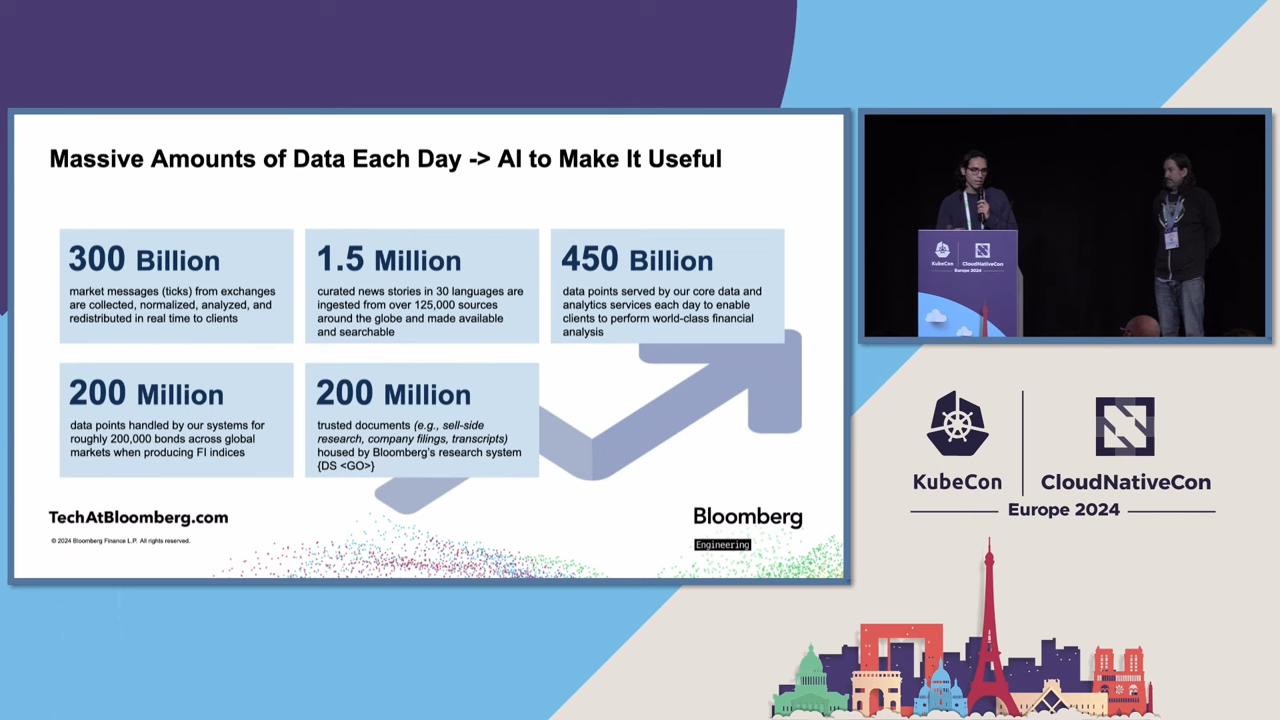 Massive Amounts of Data Each Day -> AI to Make It Useful
300 Billion
market messages (ticks) from exchanges
are collected, normalized, analyzed, and
redistributed in real time to clients
1.5 Million
curated news stories in 30 languages are
ingested from over 125,000 sources
around the globe and made available
and searchable
450 Billion
data points served by our core data and
analytics services each day to enable
clients to perform world-class financial
analysis
200 Million
data points handled by our systems for
roughly 200,000 bonds across global
markets when producing FI indices
200 Million
trusted documents (e.g., sell-side
research, company filings, transcripts)
housed by Bloomberg's research system
{DS <GO>}
TechAtBloomberg.com
© 2024 Bloomberg Finance L.P. All rights reserved.
Bloomberg
Engineering
KubeCon
CloudNativeCon
Europe 2024
KubeCon
CloudNativeCon
Europe 2024